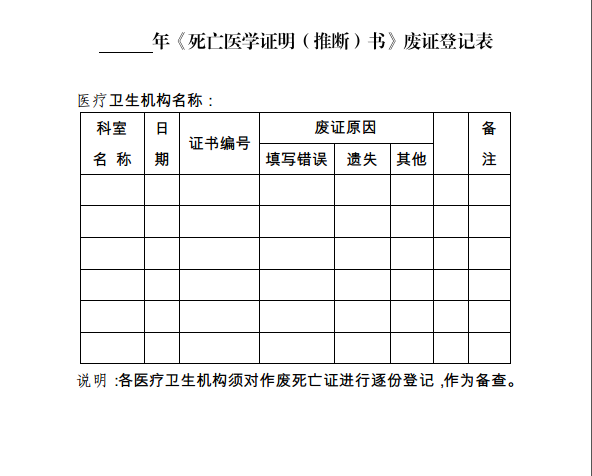 ______年《死亡医学证明（推断）书》废证登记表
医疗卫生机构名称：
科室 日 证书编号 废证原因 备
名 称 期 填写错误 遗失 其他 注
说明 :各医疗卫生机构须对作废死亡证进行逐份登记 ,作为备查。